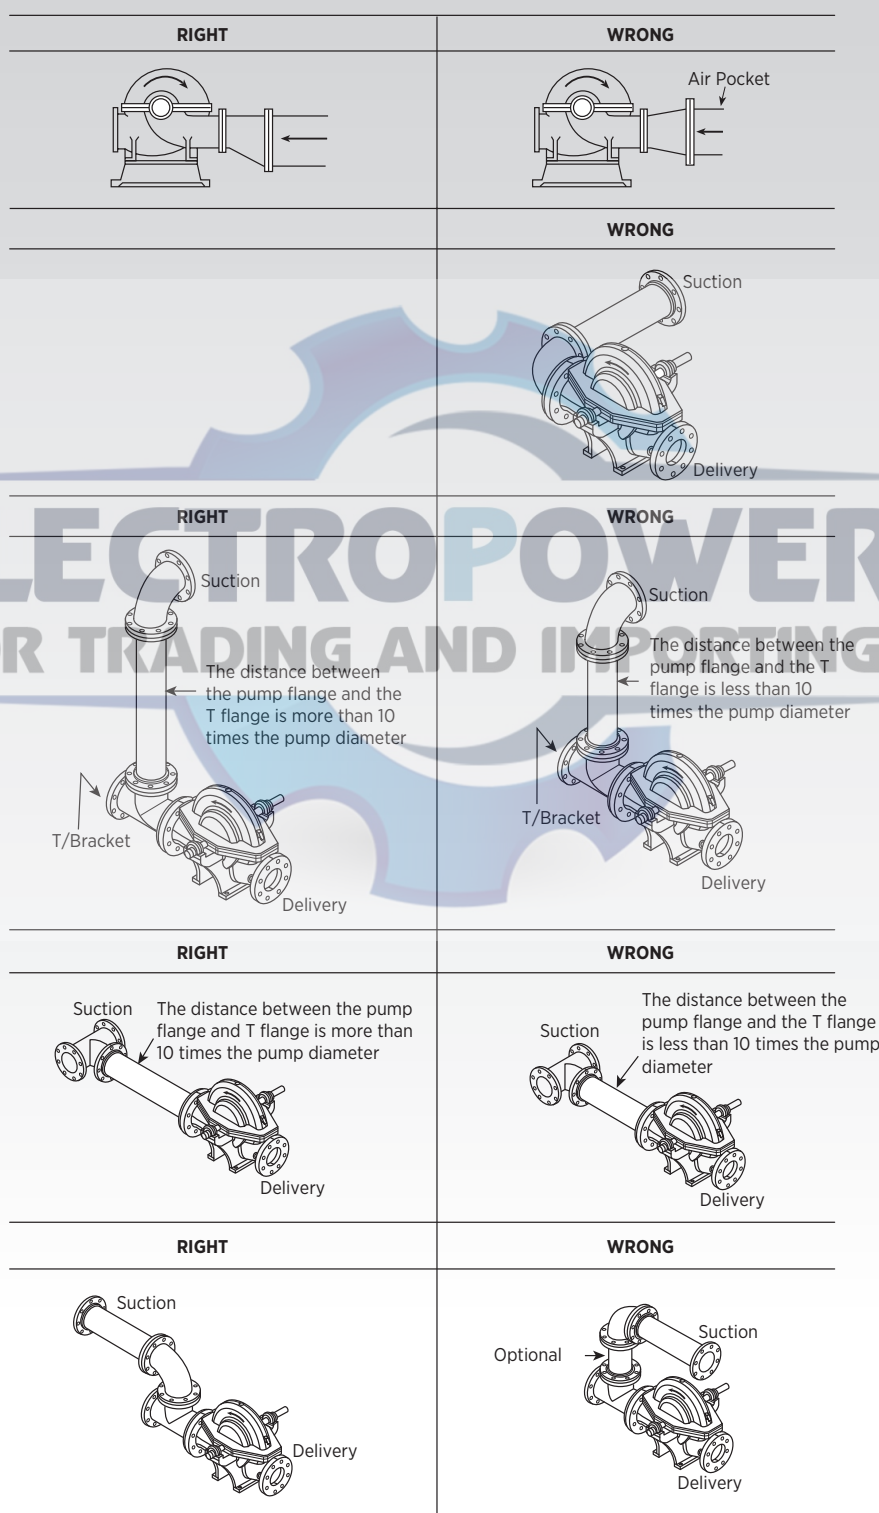 RIGHT
WRONG
Air Pocket
WRONG
Suction
Delivery
RIGHT
WRONG
LECTROPOWER
OR TRADING AND IMPORTING
Suction
The distance between
the pump flange and the
T flange is more than 10
times the pump diameter
T/Bracket
Delivery
Suction
The distance between the
pump flange and the T
flange is less than 10
times the pump diameter
T/Bracket
Delivery
RIGHT
WRONG
Suction
The distance between the pump
flange and T flange is more than
10 times the pump diameter
Delivery
Suction
The distance between the
pump flange and the T flange
is less than 10 times the pump
diameter
Delivery
RIGHT
WRONG
Suction
Delivery
Optional
Suction
Delivery